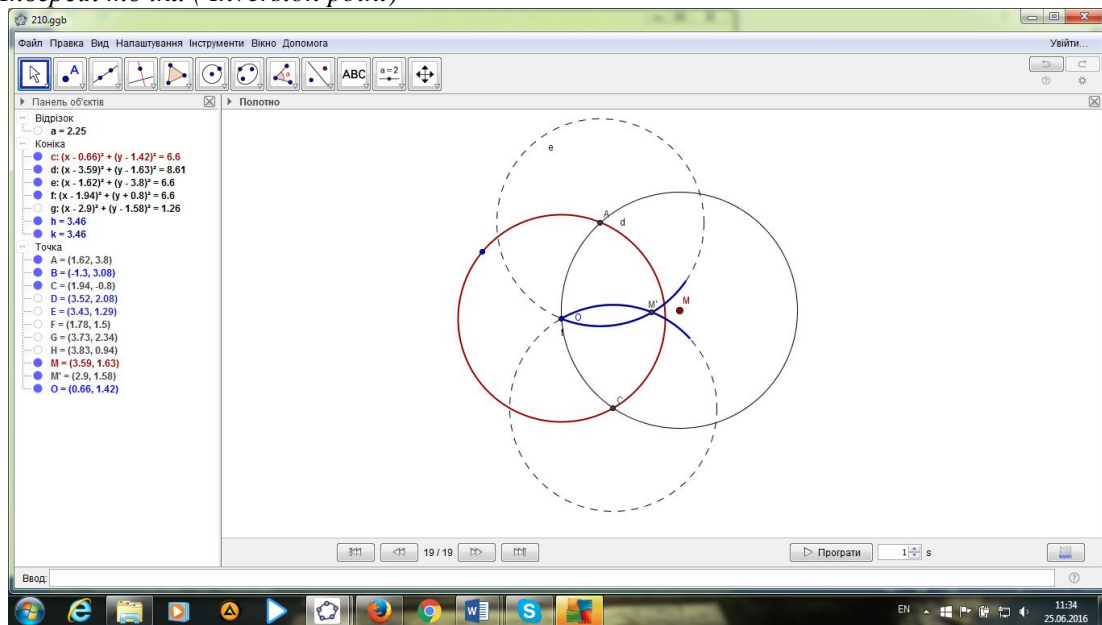 (Inversion point)
210.ggb
Файл Правка Вид Налаштування Інструменти Вікно Допомога
Увійти...
A
ABC
a=2
Панель об'єктів
Полотно
Відрізок
a = 2.25
Коніка
c: (x - 0.66)² + (y - 1.42)² = 6.6
d: (x - 3.59)² + (y - 1.63)² = 8.61
e: (x - 1.62)² + (y - 3.8)² = 6.6
f: (x - 1.94)² + (y + 0.8)² = 6.6
g: (x - 2.9)² + (y - 1.58)² = 1.26
h = 3.46
k = 3.46
Точка
A = (1.62, 3.8)
B = (-1.3, 3.08)
C = (1.94, -0.8)
D = (3.52, 2.08)
E = (3.43, 1.29)
F = (1.78, 1.5)
G = (3.73, 2.34)
H = (3.83, 0.94)
M = (3.59, 1.63)
M' = (2.9, 1.58)
O = (0.66, 1.42)
e
A
d
M'
M
O
f
C
19 / 19
Програти
1
s
Ввод:
EN
11:34
25.06.2016